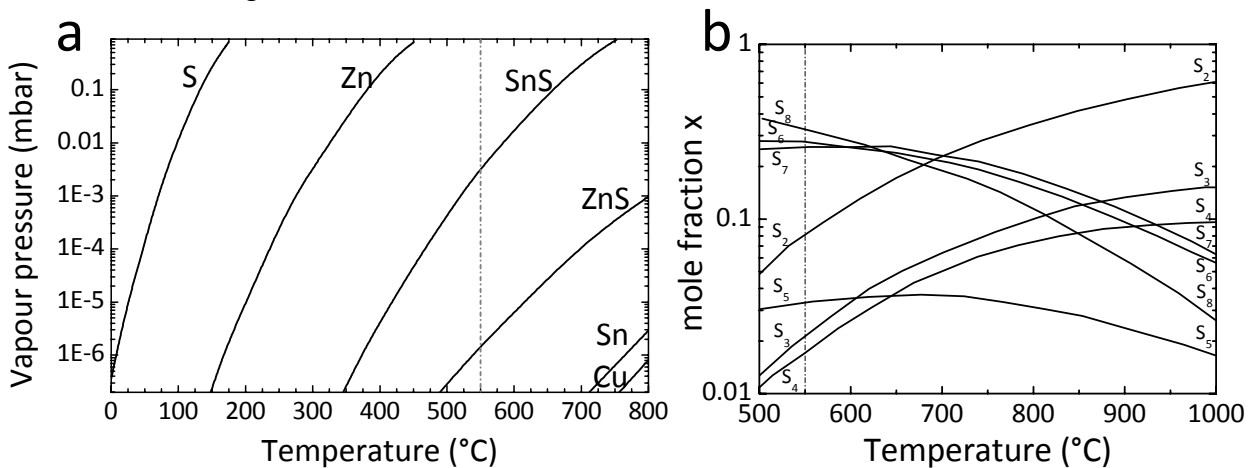 a
Vapour pressure (mbar)
0.1
0.01
1E-3
1E-4
1E-5
1E-6
S
Zn
SnS
ZnS
Sn
Cu
0 100 200 300 400 500 600 700 800
Temperature (°C)
b
mole fraction x
1
0.1
0.01
S₈
S₆
S₇
S₂
S₅
S₃
S₄
S₂
S₃
S₄
S₇
S₆
S₈
S₅
500 600 700 800 900 1000
Temperature (°C)